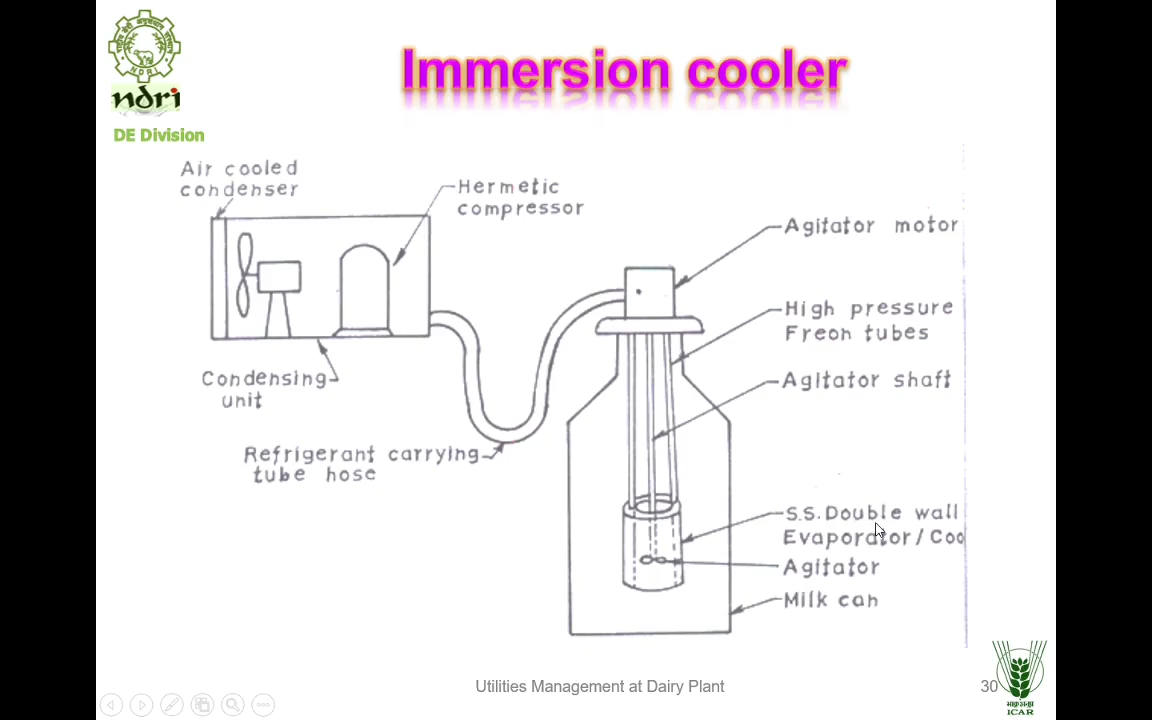 Immersion cooler
NDRI
ndri
DE Division
Air cooled
condenser
Hermetic
compressor
Agitator motor
High pressure
Freon tubes
Condensing
unit
Agitator shaft
Refrigerant carrying
tube hose
S.S. Double wall
Evaporator/Coo
Agitator
Milk can
Utilities Management at Dairy Plant
30
ICAR